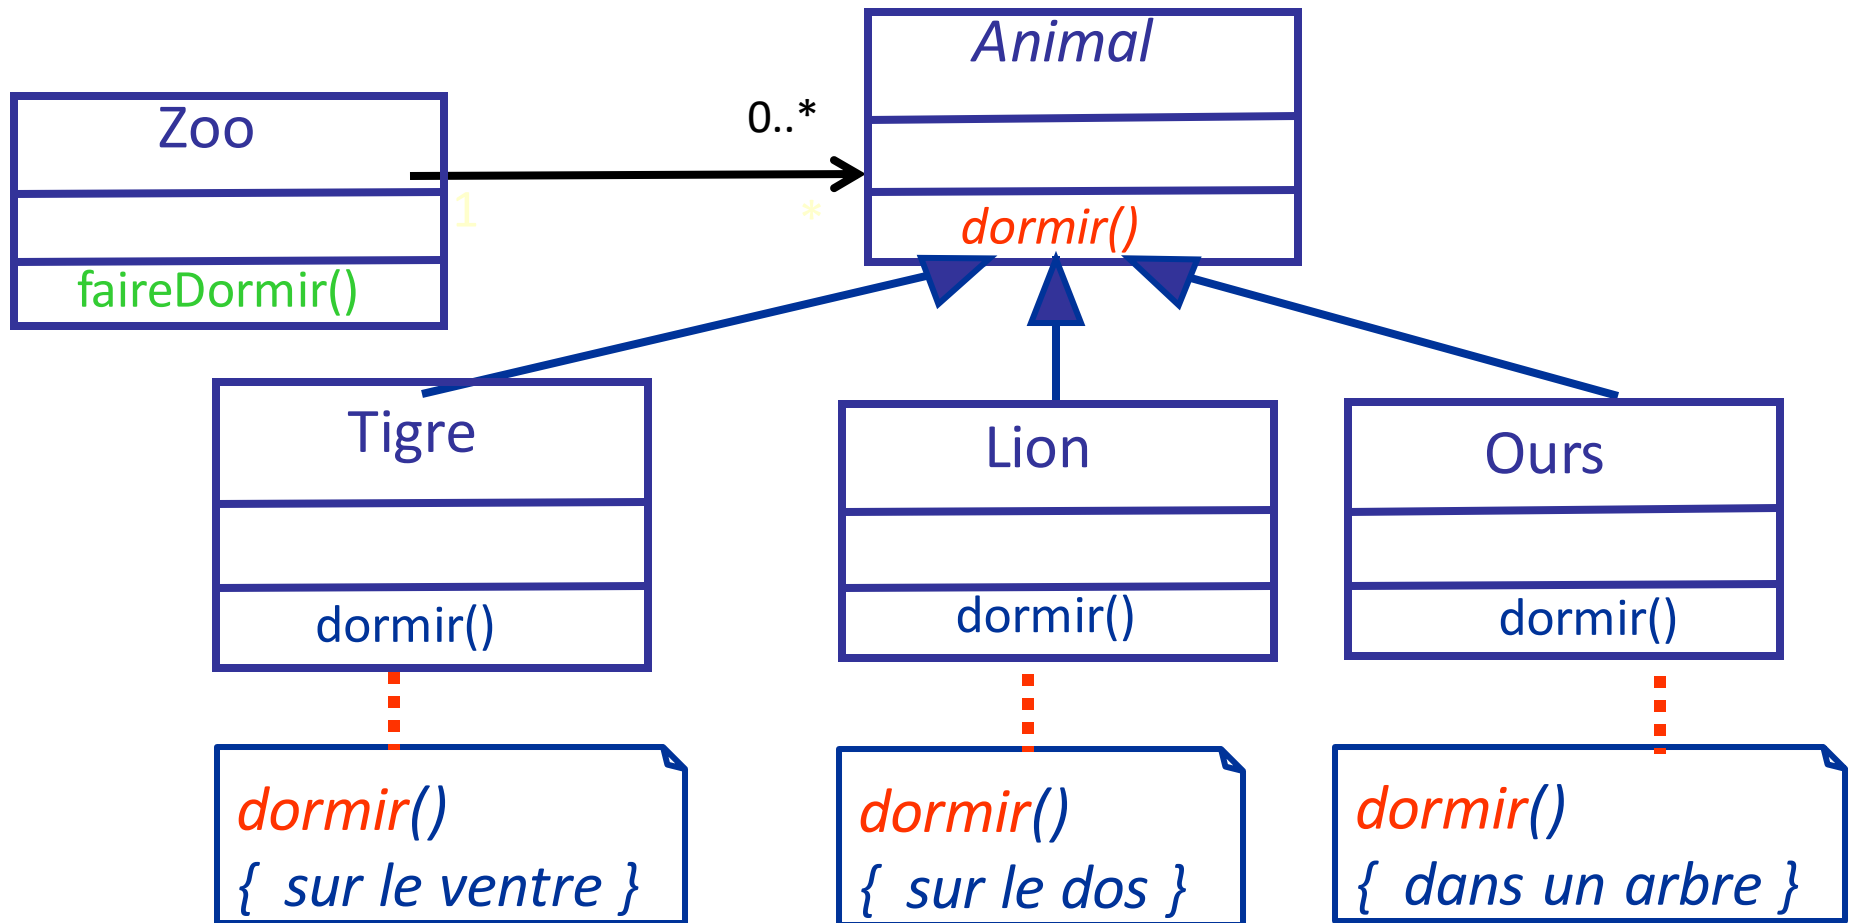 Animal
Zoo
0..*
1
*
dormir()
faireDormir()
Tigre
Lion
Ours
dormir()
dormir()
dormir()
dormir()
{ sur le ventre }
dormir()
{ sur le dos }
dormir()
{ dans un arbre }